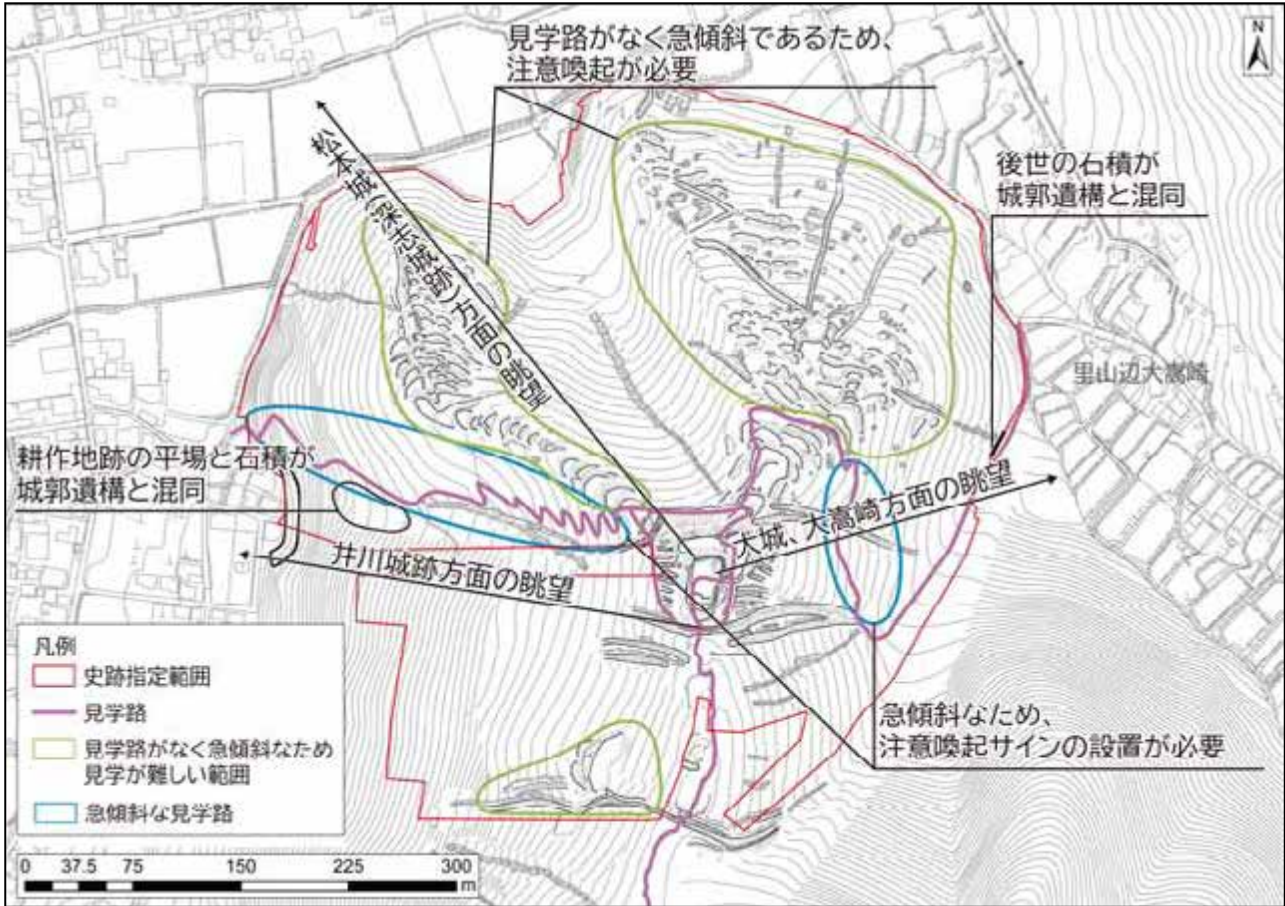 見学路がなく急傾斜であるため、
注意喚起が必要
N
松本城（深志城跡）方面の眺望
後世の石積が
城郭遺構と混同
里山辺大嵩崎
耕作地跡の平場と石積が
城郭遺構と混同
大城、大嵩崎方面の眺望
井川城跡方面の眺望
凡例
史跡指定範囲
見学路
見学路がなく急傾斜なため
見学が難しい範囲
急傾斜な見学路
急傾斜なため、
注意喚起サインの設置が必要
0 37.5 75 150 225 300
m